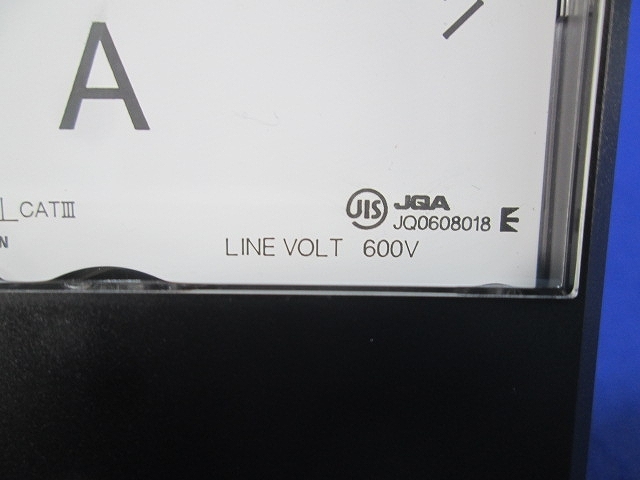 A
CATIII
JIS JQA
JQ0608018
N
LINE VOLT 600V